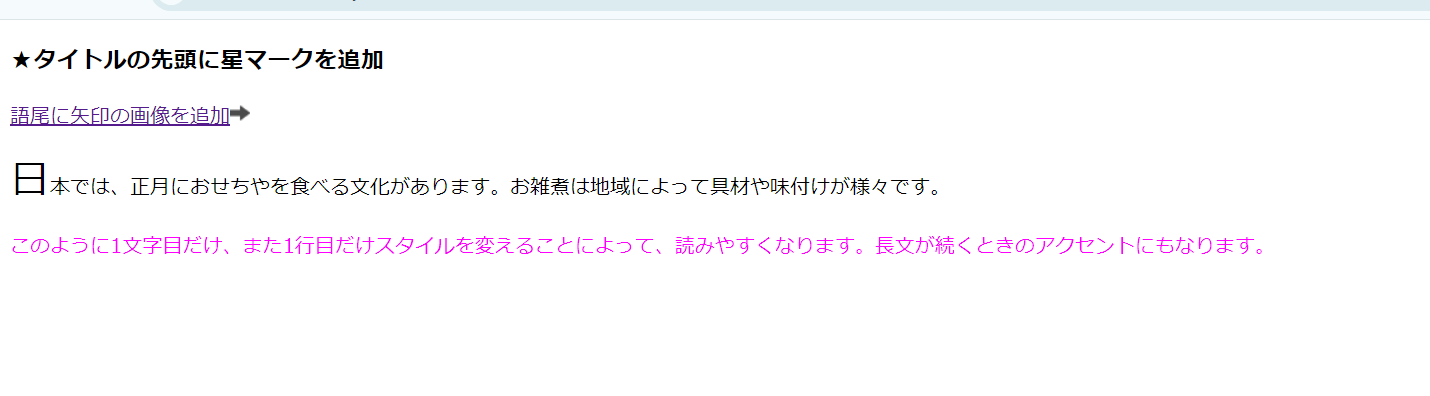 ★タイトルの先頭に星マークを追加
語尾に矢印の画像を追加
日本では、正月におせちやを食べる文化があります。お雑煮は地域によって具材や味付けが様々です。
このように1文字目だけ、また1行目だけスタイルを変えることによって、読みやすくなります。長文が続くときのアクセントにもなります。